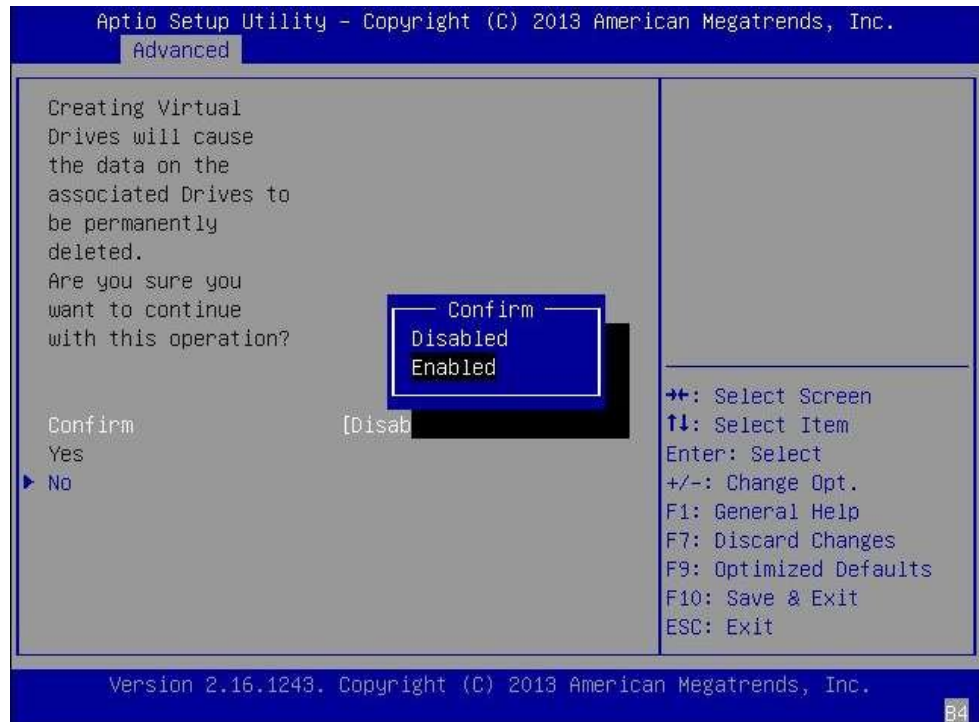 Aptio Setup Utility – Copyright (C) 2013 American Megatrends, Inc.
Advanced
Creating Virtual
Drives will cause
the data on the
associated Drives to
be permanently
deleted.
Are you sure you
want to continue
with this operation?
Confirm
Disabled
Enabled
Confirm [Disab
Yes
▶ No
→←: Select Screen
↑↓: Select Item
Enter: Select
+/-: Change Opt.
F1: General Help
F7: Discard Changes
F9: Optimized Defaults
F10: Save & Exit
ESC: Exit
Version 2.16.1243. Copyright (C) 2013 American Megatrends, Inc.
B4